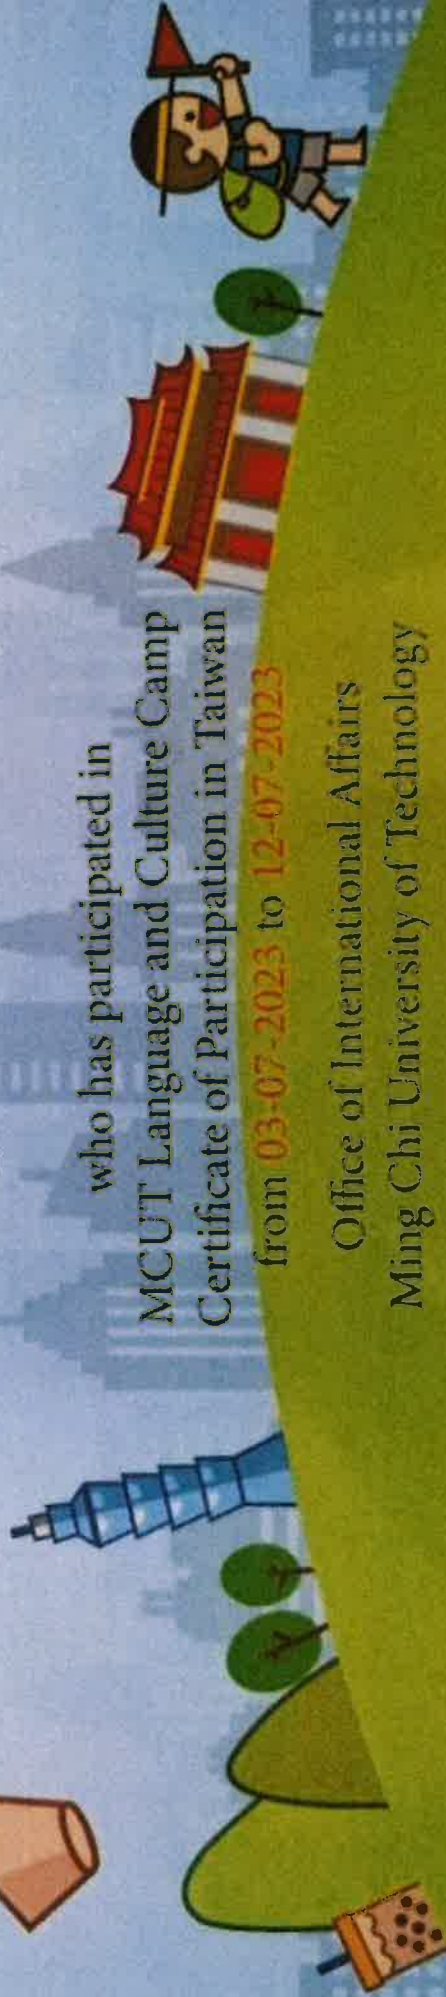 who has participated in
MCUT Language and Culture Camp
Certificate of Participation in Taiwan
from 03-07-2023 to 12-07-2023
Office of International Affairs
Ming Chi University of Technology